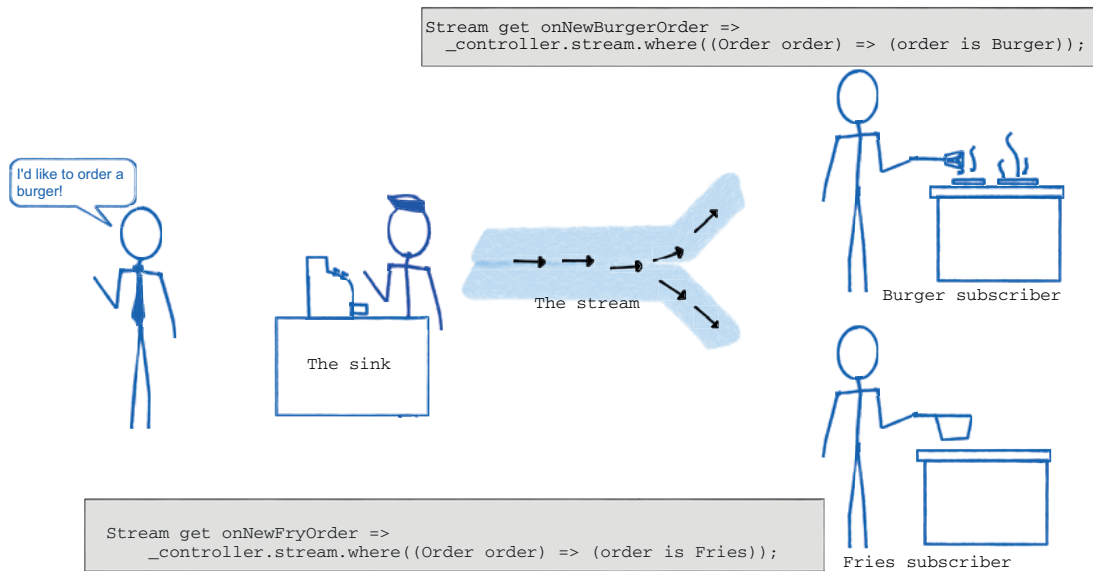 Stream get onNewBurgerOrder =>
_controller.stream.where((Order order) => (order is Burger));
I'd like to order a
burger!
The stream
Burger subscriber
The sink
Stream get onNewFryOrder =>
_controller.stream.where((Order order) => (order is Fries));
Fries subscriber